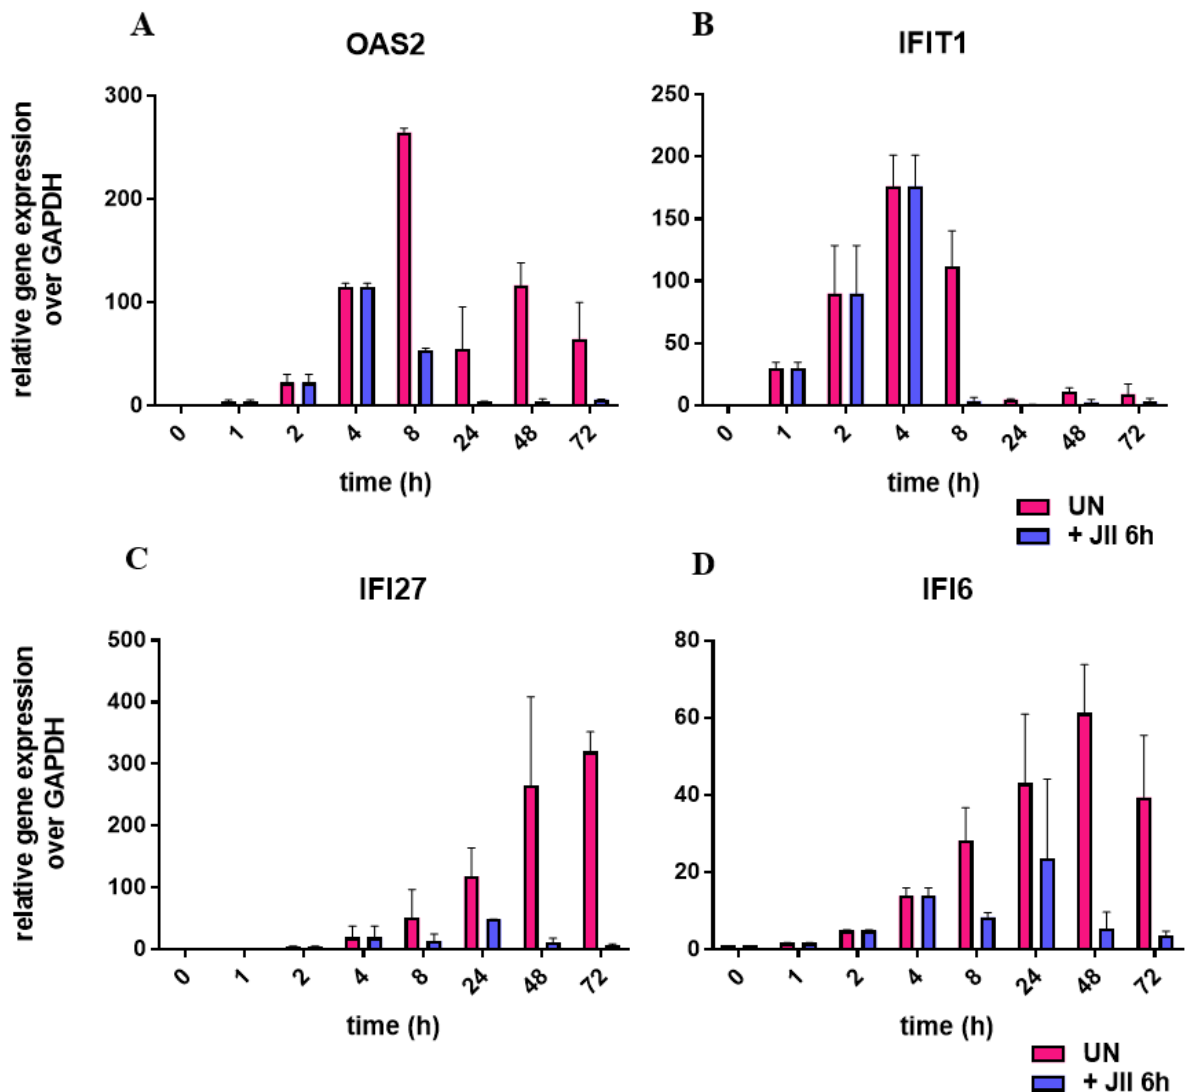 A
OAS2
relative gene expression
over GAPDH
300
200
100
0
0 1 2 4 8 24 48 72
time (h)
B
IFIT1
250
200
150
100
50
0
0 1 2 4 8 24 48 72
time (h)
UN
+ JII 6h
C
IFI27
relative gene expression
over GAPDH
500
400
300
200
100
0
0 1 2 4 8 24 48 72
time (h)
D
IFI6
80
60
40
20
0
0 1 2 4 8 24 48 72
time (h)
UN
+ JII 6h